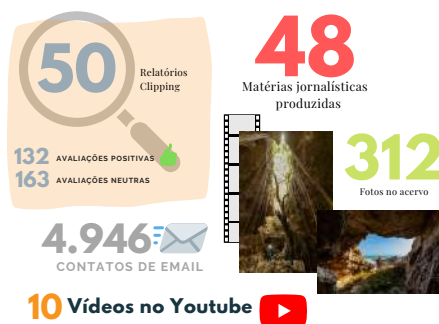 50
Relatórios
Clipping
132 AVALIAÇÕES POSITIVAS
163 AVALIAÇÕES NEUTRAS
48
Matérias jornalísticas
produzidas
312
Fotos no acervo
4.946
CONTATOS DE EMAIL
10 Vídeos no Youtube